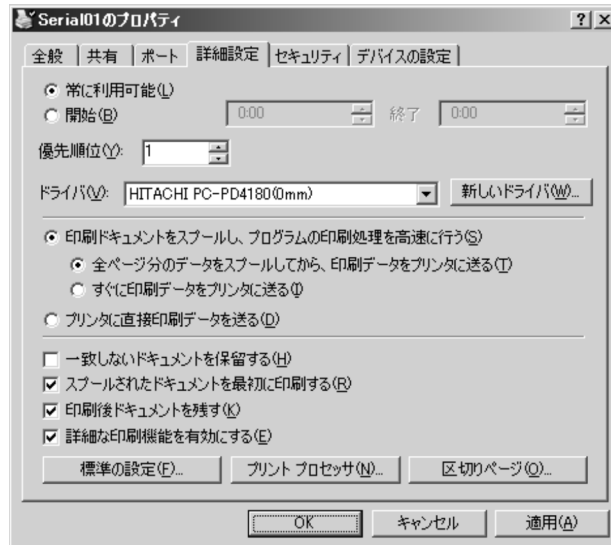 Serial01のプロパティ
全般 共有 ポート 詳細設定 セキュリティ デバイスの設定
常に利用可能(L)
開始(B) 0:00 終了 0:00
優先順位(Y): 1
ドライバ(V): HITACHI PC-PD4180(0mm) 新しいドライバ(W)...
印刷ドキュメントをスプールし、プログラムの印刷処理を高速に行う(S)
全ページ分のデータをスプールしてから、印刷データをプリンタに送る(T)
すぐに印刷データをプリンタに送る(I)
プリンタに直接印刷データを送る(D)
一致しないドキュメントを保留する(H)
スプールされたドキュメントを最初に印刷する(R)
印刷後ドキュメントを残す(K)
詳細な印刷機能を有効にする(E)
標準の設定(F)... プリント プロセッサ(N)... 区切りページ(O)...
OK キャンセル 適用(A)